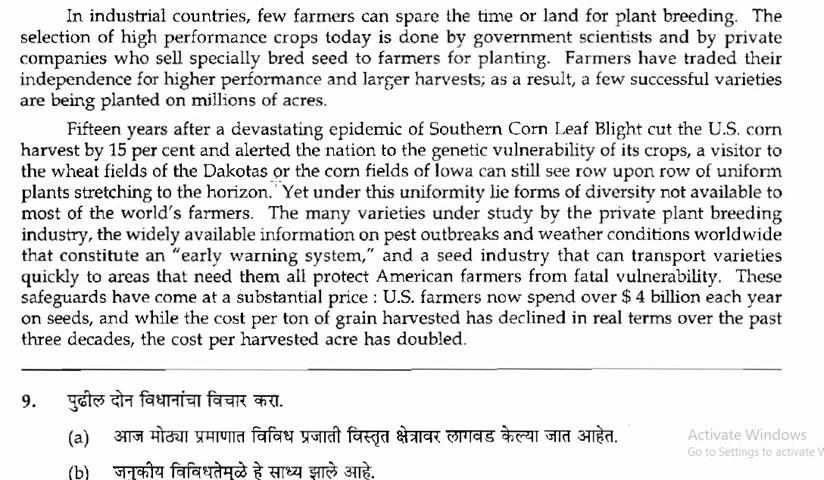 In industrial countries, few farmers can spare the time or land for plant breeding. The
selection of high performance crops today is done by government scientists and by private
companies who sell specially bred seed to farmers for planting. Farmers have traded their
independence for higher performance and larger harvests; as a result, a few successful varieties
are being planted on millions of acres.
Fifteen years after a devastating epidemic of Southern Corn Leaf Blight cut the U.S. corn
harvest by 15 per cent and alerted the nation to the genetic vulnerability of its crops, a visitor to
the wheat fields of the Dakotas or the corn fields of Iowa can still see row upon row of uniform
plants stretching to the horizon. Yet under this uniformity lie forms of diversity not available to
most of the world's farmers. The many varieties under study by the private plant breeding
industry, the widely available information on pest outbreaks and weather conditions worldwide
that constitute an "early warning system," and a seed industry that can transport varieties
quickly to areas that need them all protect American farmers from fatal vulnerability. These
safeguards have come at a substantial price : U.S. farmers now spend over $ 4 billion each year
on seeds, and while the cost per ton of grain harvested has declined in real terms over the past
three decades, the cost per harvested acre has doubled.
9. पुढील दोन विधानांचा विचार करा.
(a) आज मोठ्या प्रमाणात विविध प्रजाती विस्तृत क्षेत्रावर लागवड केल्या जात आहेत.
Activate Windows
Go to Settings to activate W
(b) जनुकीय विविधतेमुळे हे साध्य झाले आहे.